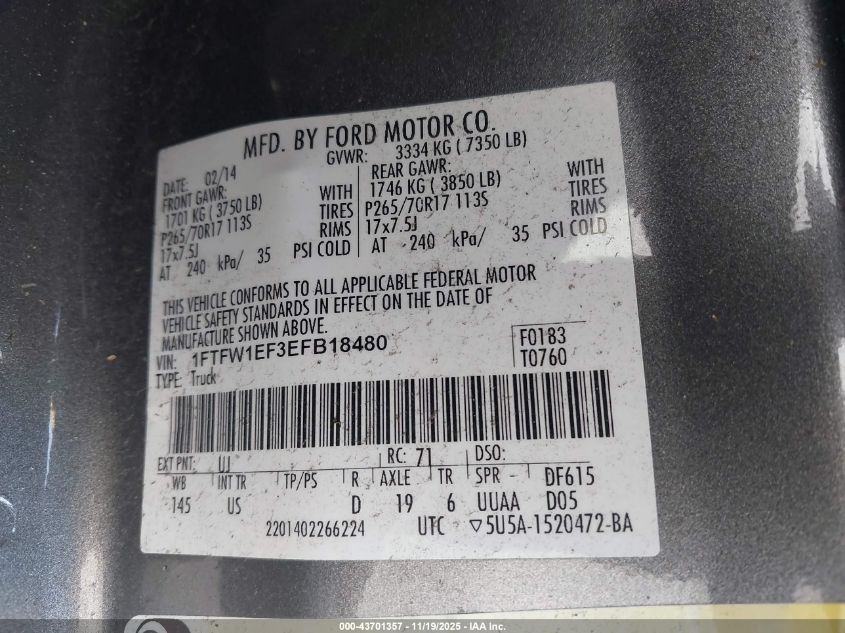 MFD. BY FORD MOTOR CO.
DATE: 02/14 GVWR: 3334 KG ( 7350 LB)
FRONT GAWR: REAR GAWR:
1701 KG ( 3750 LB) WITH 1746 KG ( 3850 LB) WITH
P265/70R17 113S TIRES P265/70R17 113S TIRES
17x7.5J RIMS 17x7.5J RIMS
AT 240 kPa/ 35 PSI COLD AT 240 kPa/ 35 PSI COLD
THIS VEHICLE CONFORMS TO ALL APPLICABLE FEDERAL MOTOR
VEHICLE SAFETY STANDARDS IN EFFECT ON THE DATE OF
MANUFACTURE SHOWN ABOVE.
VIN: 1FTFW1EF3EFB18480 F0183
TYPE: Truck T0760
EXT PNT: UJ RC: 71 DSO:
WB INT TR TP/PS R AXLE TR SPR - DF615
145 US D 19 6 UUAA D05
2201402266224 UTC ▽5U5A-1520472-BA
000-43701357 - 11/19/2025 - IAA Inc.